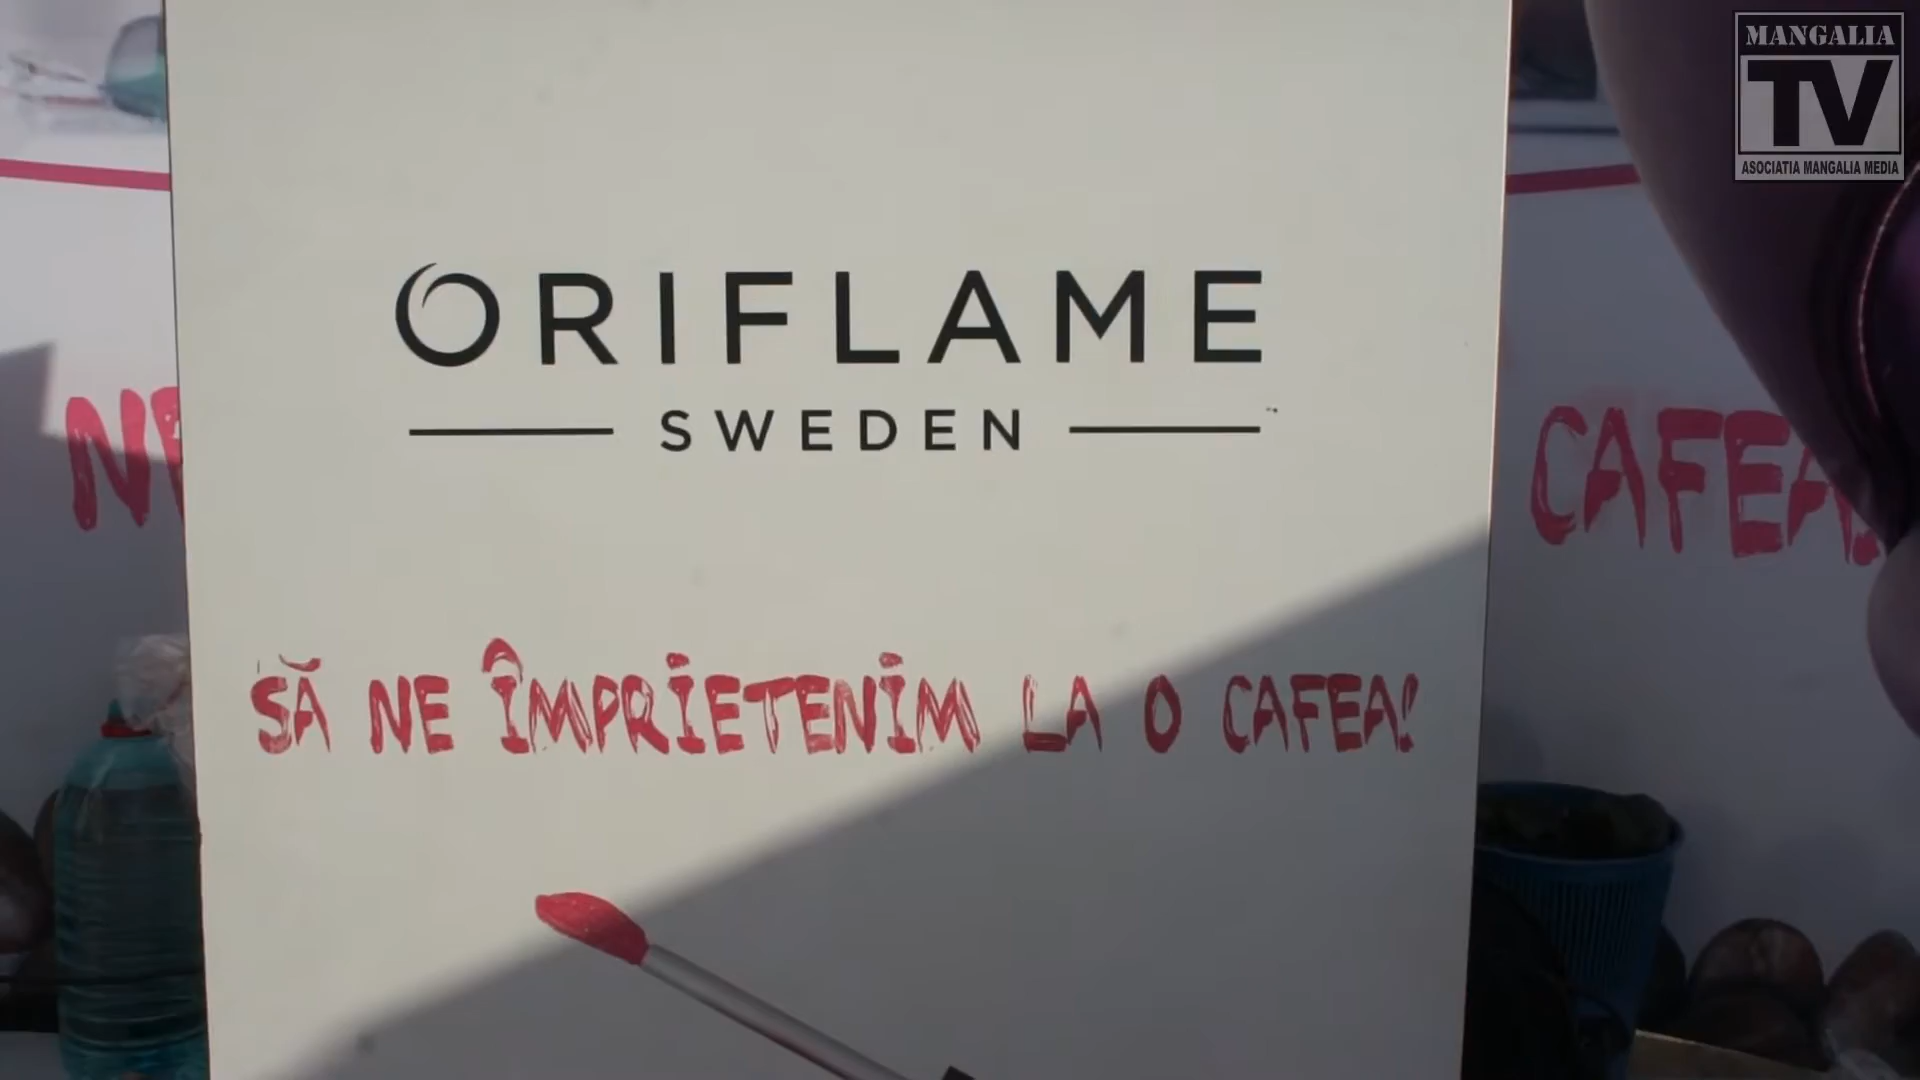 MANGALIA
TV
ASOCIATIA MANGALIA MEDIA
ORIFLAME
SWEDEN
CAFEA!
SĂ NE ÎMPRIETENIM LA O CAFEA!